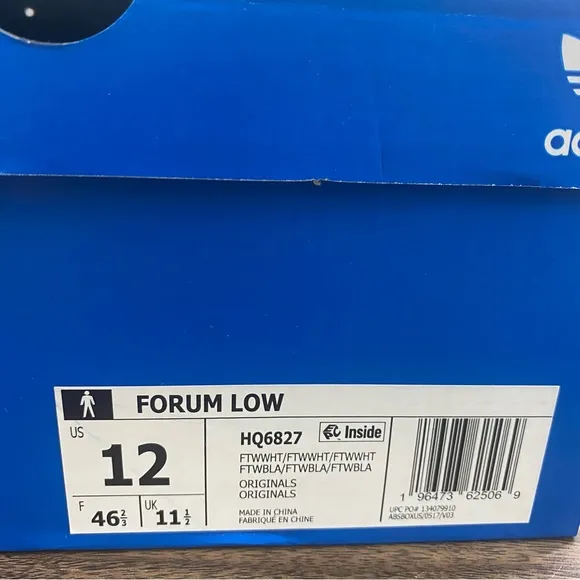 FORUM LOW
US
12
F
46 2/3
UK
11 1/2
HQ6827
Inside
FTWWHT/FTWWHT/FTWWHT
FTWBLA/FTWBLA/FTWBLA
ORIGINALS
ORIGINALS
MADE IN CHINA
FABRIQUÉ EN CHINE
1 96473 62506 9
UPC PO# 134079910
ABSBOXUS/0517/V03